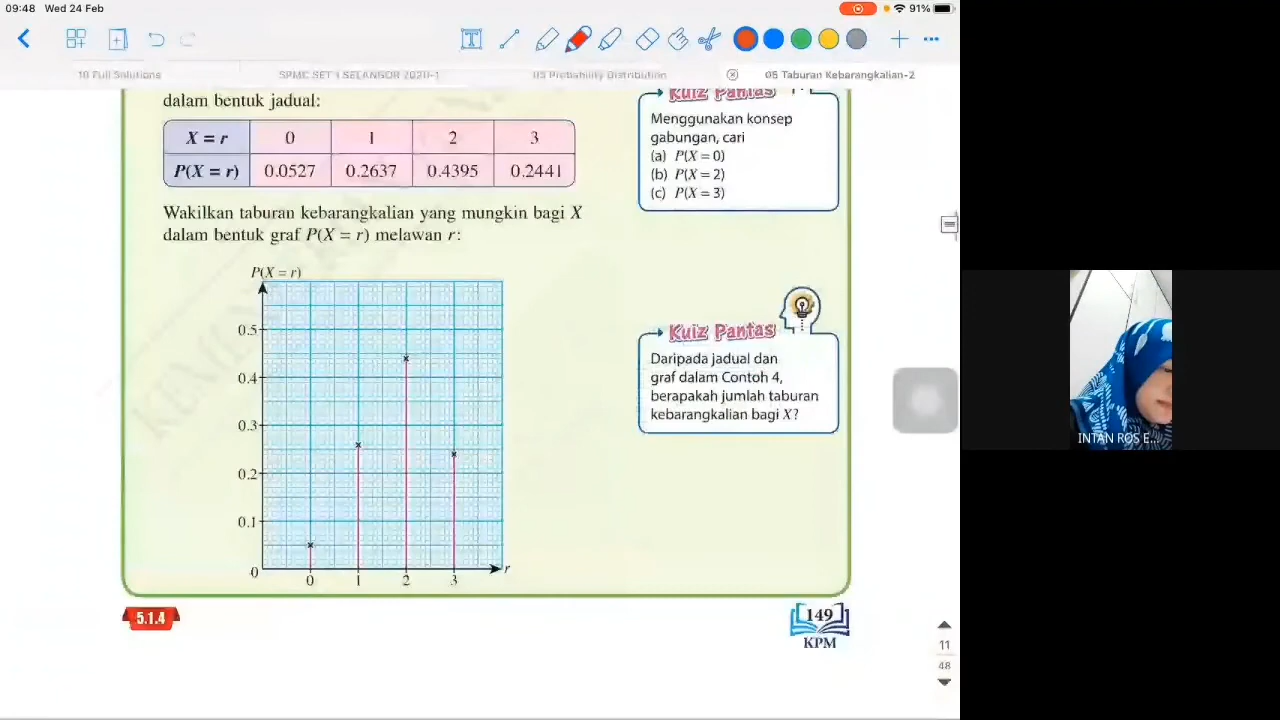 09:48 Wed 24 Feb
91%
10 Full Solutions
SPMC SET 1 SELANGOR 2020-1
05 Probability Distribution
05 Taburan Kebarangkalian-2
dalam bentuk jadual:
X = r 0 1 2 3
P(X = r) 0.0527 0.2637 0.4395 0.2441
Wakilkan taburan kebarangkalian yang mungkin bagi X
dalam bentuk graf P(X = r) melawan r:
P(X = r)
0.5
0.4
0.3
0.2
0.1
0
0 1 2 3
r
Kuiz Pantas
Menggunakan konsep
gabungan, cari
(a) P(X = 0)
(b) P(X = 2)
(c) P(X = 3)
Kuiz Pantas
Daripada jadual dan
graf dalam Contoh 4,
berapakah jumlah taburan
kebarangkalian bagi X?
5.1.4
149
KPM
11
48
INTAN ROS E...